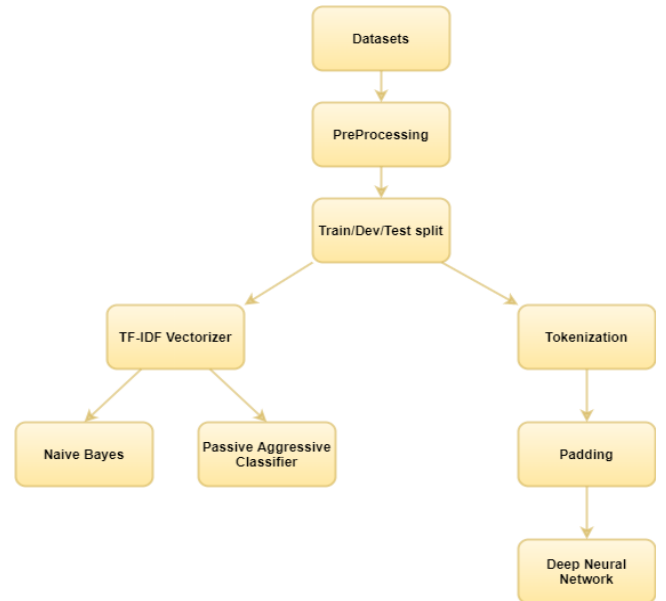 Datasets
PreProcessing
Train/Dev/Test split
TF-IDF Vectorizer
Tokenization
Naive Bayes
Passive Aggressive
Classifier
Padding
Deep Neural
Network